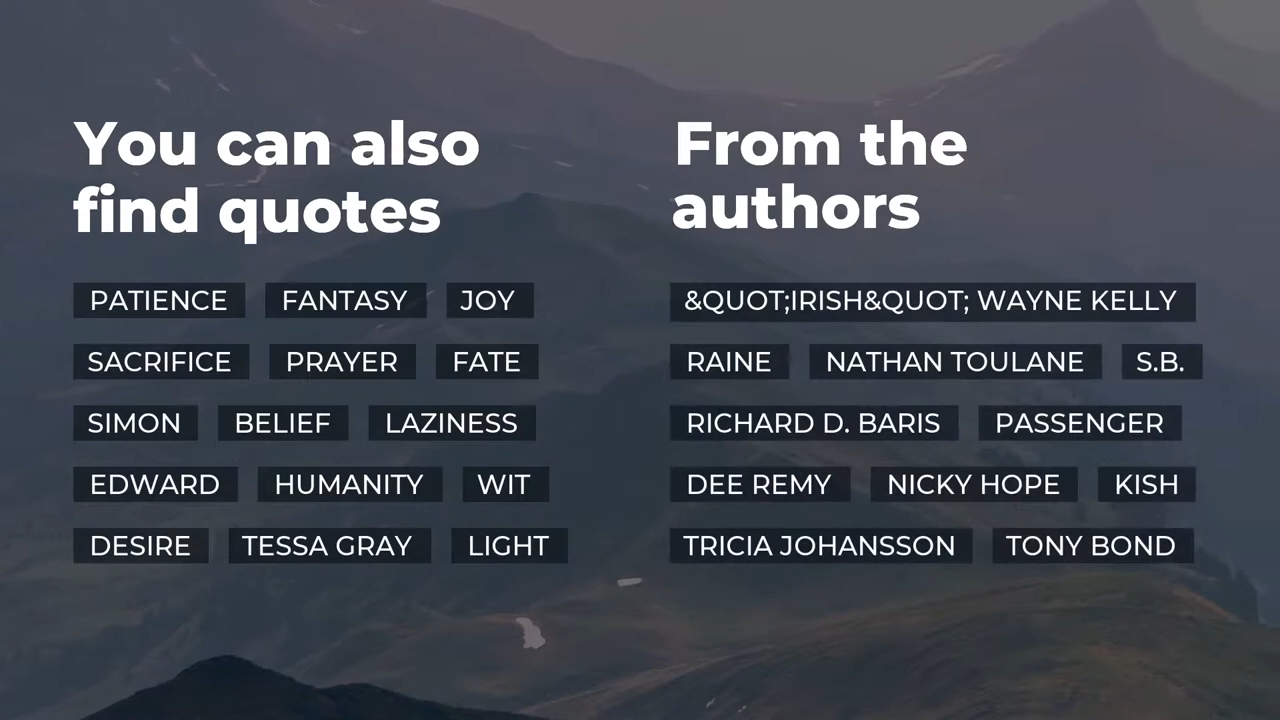 You can also
find quotes
PATIENCE FANTASY JOY
SACRIFICE PRAYER FATE
SIMON BELIEF LAZINESS
EDWARD HUMANITY WIT
DESIRE TESSA GRAY LIGHT
From the
authors
&QUOT;IRISH&QUOT; WAYNE KELLY
RAINE NATHAN TOULANE S.B.
RICHARD D. BARIS PASSENGER
DEE REMY NICKY HOPE KISH
TRICIA JOHANSSON TONY BOND